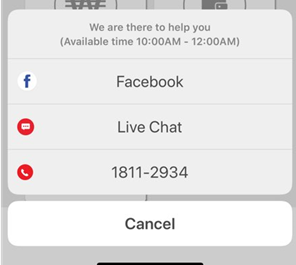 We are there to help you
(Available time 10:00AM - 12:00AM)
Facebook
Live Chat
1811-2934
Cancel